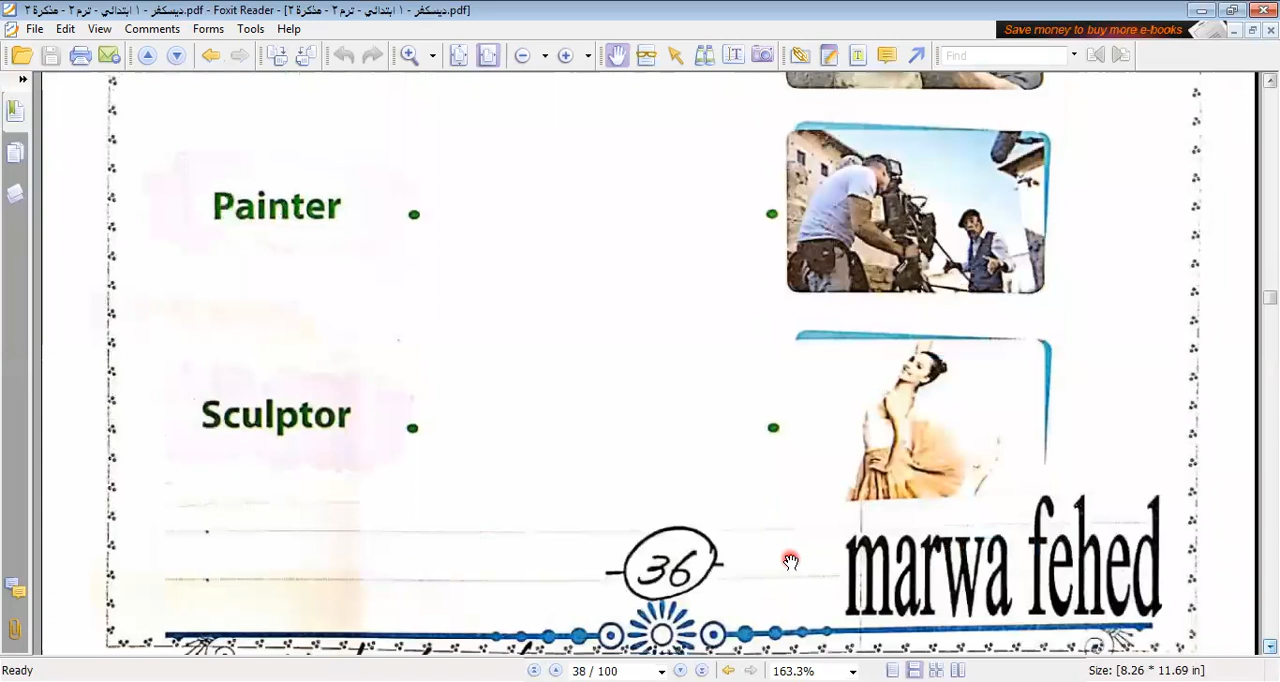 ديسكفر - ١ ابتدائي - ترم ٢ - مذكرة ٢.pdf - Foxit Reader - [ديسكفر - ١ ابتدائي - ترم ٢ - مذكرة ٢.pdf]
File Edit View Comments Forms Tools Help
Save money to buy more e-books
Find
Painter
Sculptor
36
marwa fehed
Ready
38 / 100
163.3%
Size: [8.26 * 11.69 in]